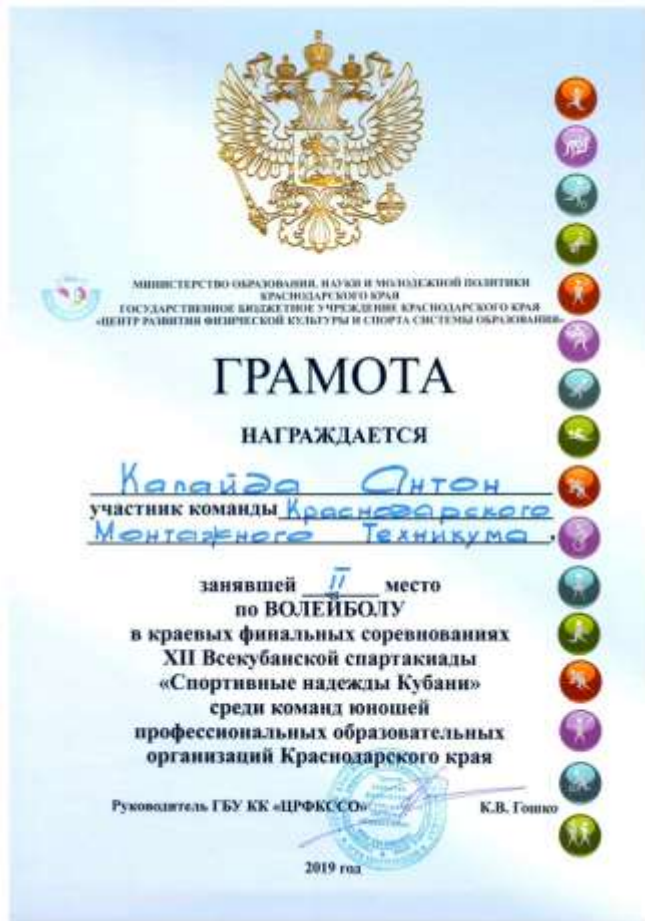 МИНИСТЕРСТВО ОБРАЗОВАНИЯ, НАУКИ И МОЛОДЕЖНОЙ ПОЛИТИКИ
КРАСНОДАРСКОГО КРАЯ
ГОСУДАРСТВЕННОЕ БЮДЖЕТНОЕ УЧРЕЖДЕНИЕ КРАСНОДАРСКОГО КРАЯ
«ЦЕНТР РАЗВИТИЯ ФИЗИЧЕСКОЙ КУЛЬТУРЫ И СПОРТА СИСТЕМЫ ОБРАЗОВАНИЯ»
ГРАМОТА
НАГРАЖДАЕТСЯ
Капайда Антон
участник команды Краснодарского
Монтажного Техникума.
занявшей II место
по ВОЛЕЙБОЛУ
в краевых финальных соревнованиях
XII Всекубанской спартакиады
«Спортивные надежды Кубани»
среди команд юношей
профессиональных образовательных
организаций Краснодарского края
Руководитель ГБУ КК «ЦРФКССО» К.В. Гошко
2019 год